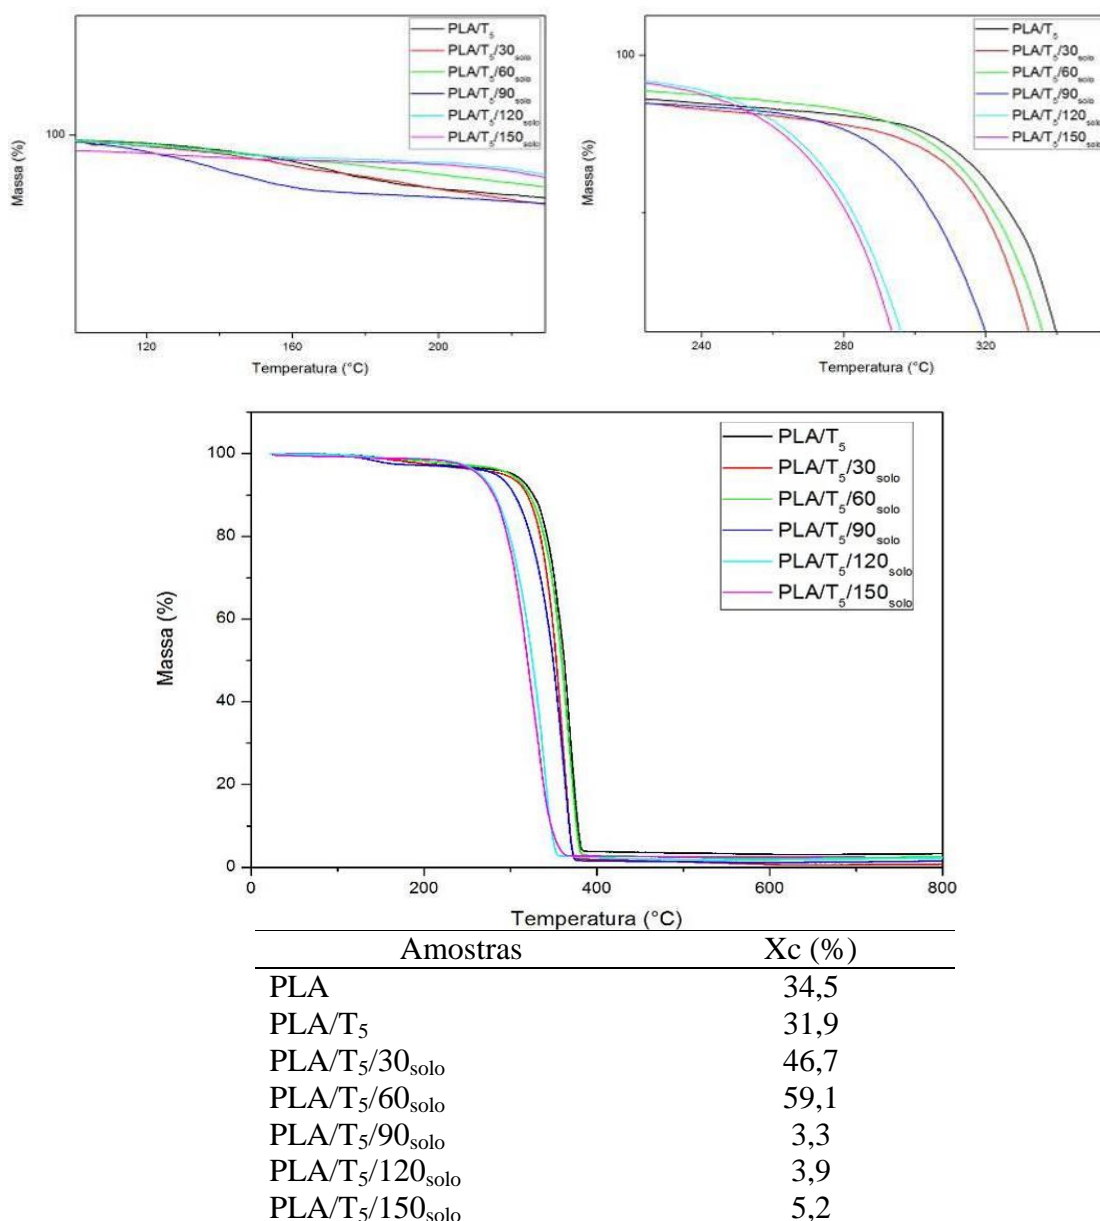 PLA/T₅
PLA/T₅/30solo
PLA/T₅/60solo
PLA/T₅/90solo
PLA/T₅/120solo
PLA/T₅/150solo
100
Massa (%)
120 160 200
Temperatura (°C)
PLA/T₅
PLA/T₅/30solo
PLA/T₅/60solo
PLA/T₅/90solo
PLA/T₅/120solo
PLA/T₅/150solo
100
Massa (%)
240 280 320
Temperatura (°C)
PLA/T₅
PLA/T₅/30solo
PLA/T₅/60solo
PLA/T₅/90solo
PLA/T₅/120solo
PLA/T₅/150solo
100
80
60
40
20
0
Massa (%)
0 200 400 600 800
Temperatura (°C)
Amostras Xc (%)
PLA 34,5
PLA/T₅ 31,9
PLA/T₅/30solo 46,7
PLA/T₅/60solo 59,1
PLA/T₅/90solo 3,3
PLA/T₅/120solo 3,9
PLA/T₅/150solo 5,2